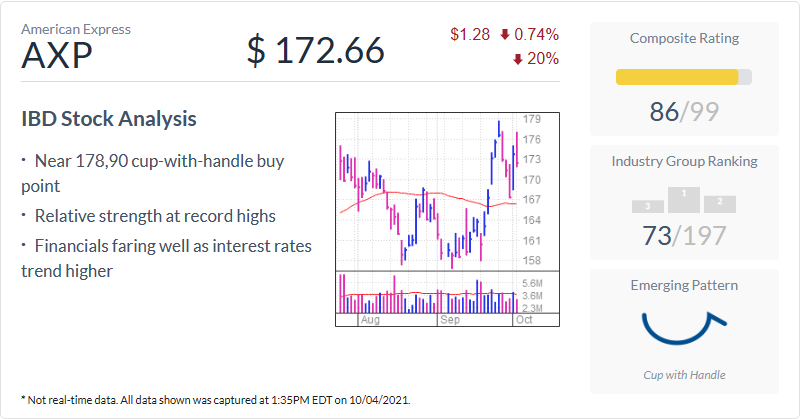 American Express
AXP
$ 172.66
$1.28 0.74%
20%
IBD Stock Analysis
• Near 178,90 cup-with-handle buy
point
• Relative strength at record highs
• Financials faring well as interest rates
trend higher
179
176
173
170
167
164
161
158
5.6M
3.6M
2.3M
Aug Sep Oct
Composite Rating
86/99
Industry Group Ranking
3 1 2
73/197
Emerging Pattern
Cup with Handle
* Not real-time data. All data shown was captured at 1:35PM EDT on 10/04/2021.